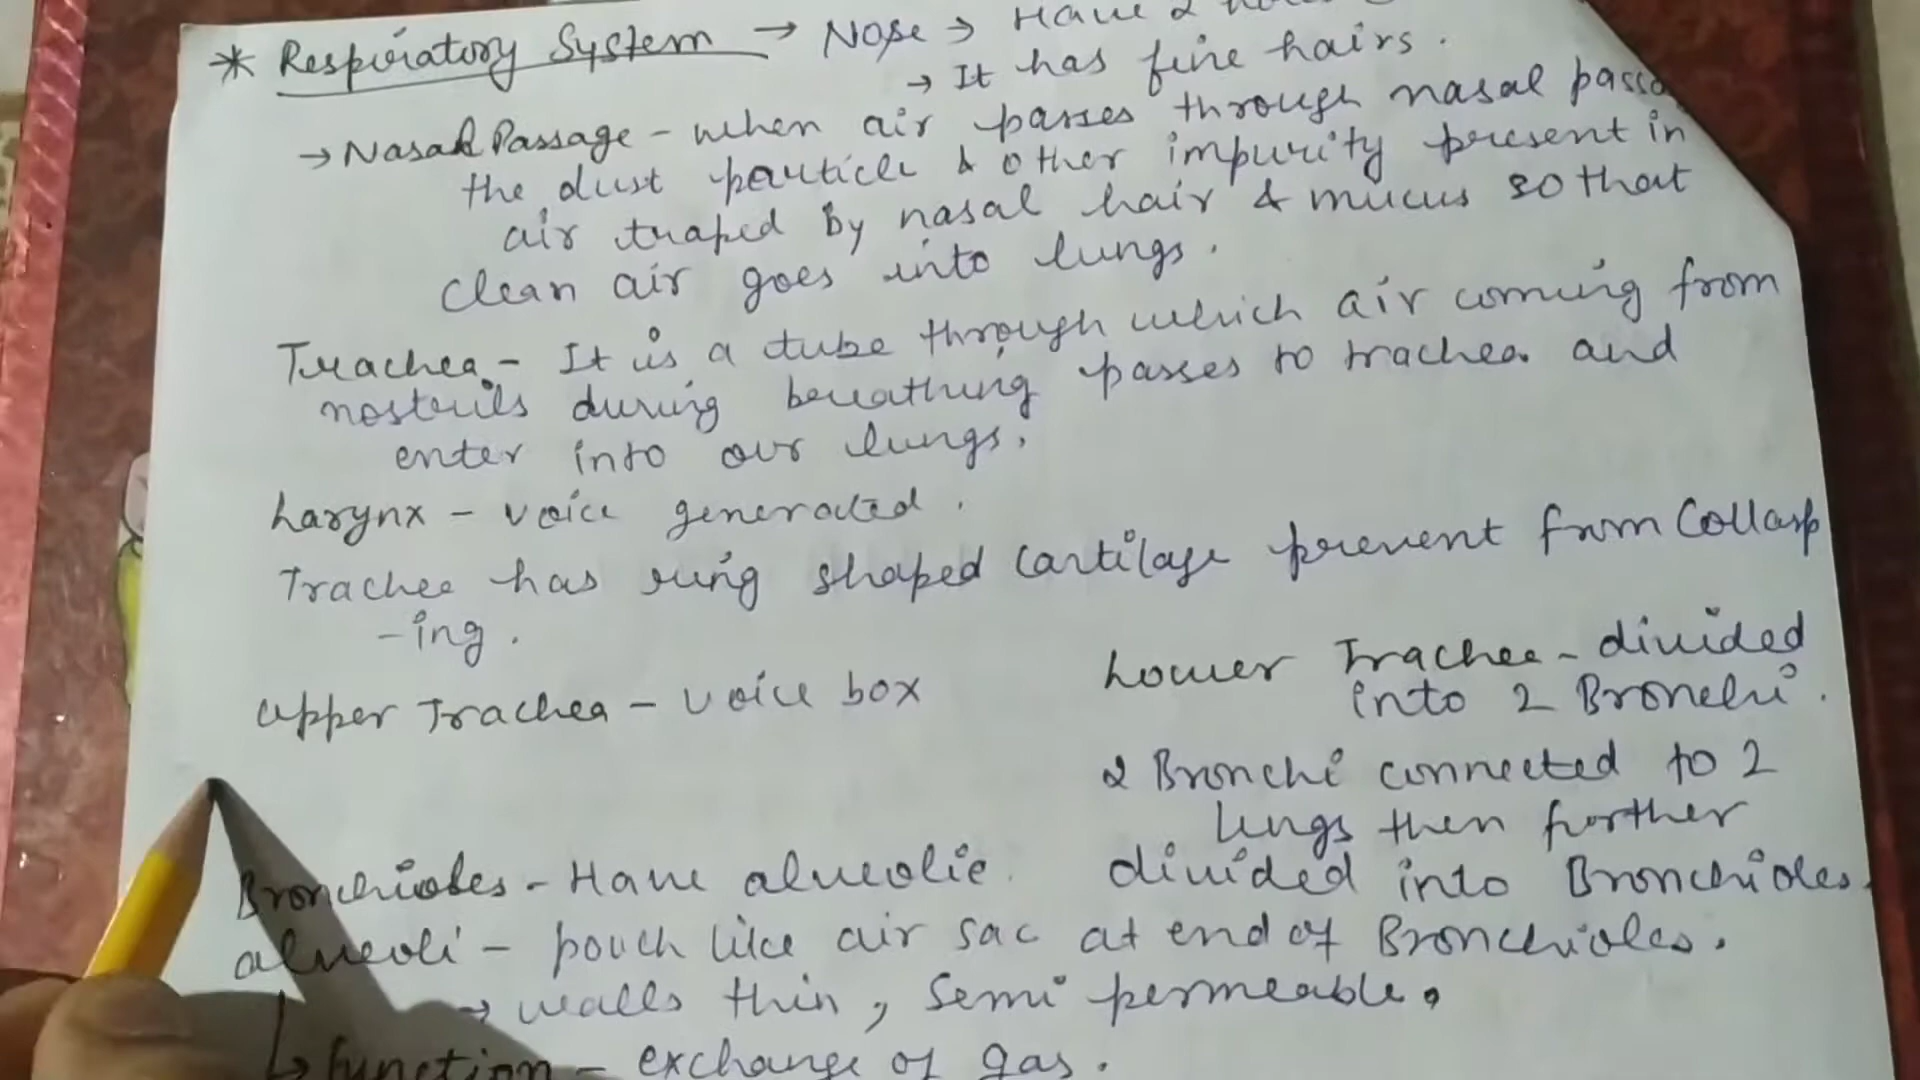 * Respiratory System → Nose → Have 2
→ It has fine hairs.
→ Nasal Passage - when air passes through nasal
the dust particle & other impurity present in
air traped by nasal hair & mucus so that
clean air goes into lungs.
Trachea - It is a tube through which air coming from
nostrils during breathing passes to trachea and
enter into our lungs.
Larynx - voice generated.
Trachee has ring shaped cartilage prevent from Collasp
-ing.
Upper Trachea - voice box
Lower Trachee - divided
into 2 Bronchi.
2 Bronchi connected to 2
lungs then further
divided into Bronchioles.
Bronchioles - Have alveolie.
alveoli - pouch like air sac at end of Bronchioles.
→ walls thin, semi permeable.
↳ function - exchange of gas.